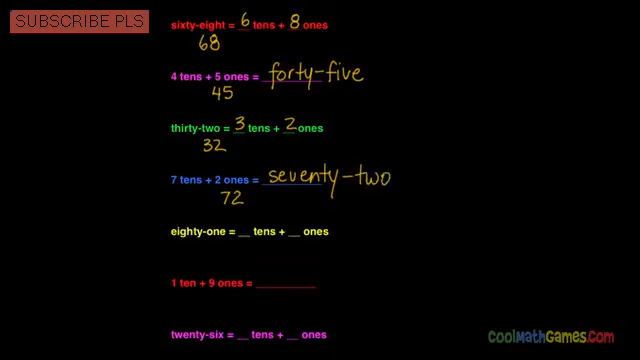 SUBSCRIBE PLS
sixty-eight = 6 tens + 8 ones
68
4 tens + 5 ones = forty-five
45
thirty-two = 3 tens + 2 ones
32
7 tens + 2 ones = seventy-two
72
eighty-one = __ tens + __ ones
1 ten + 9 ones = __________
twenty-six = __ tens + __ ones
CoolMathGames.Com